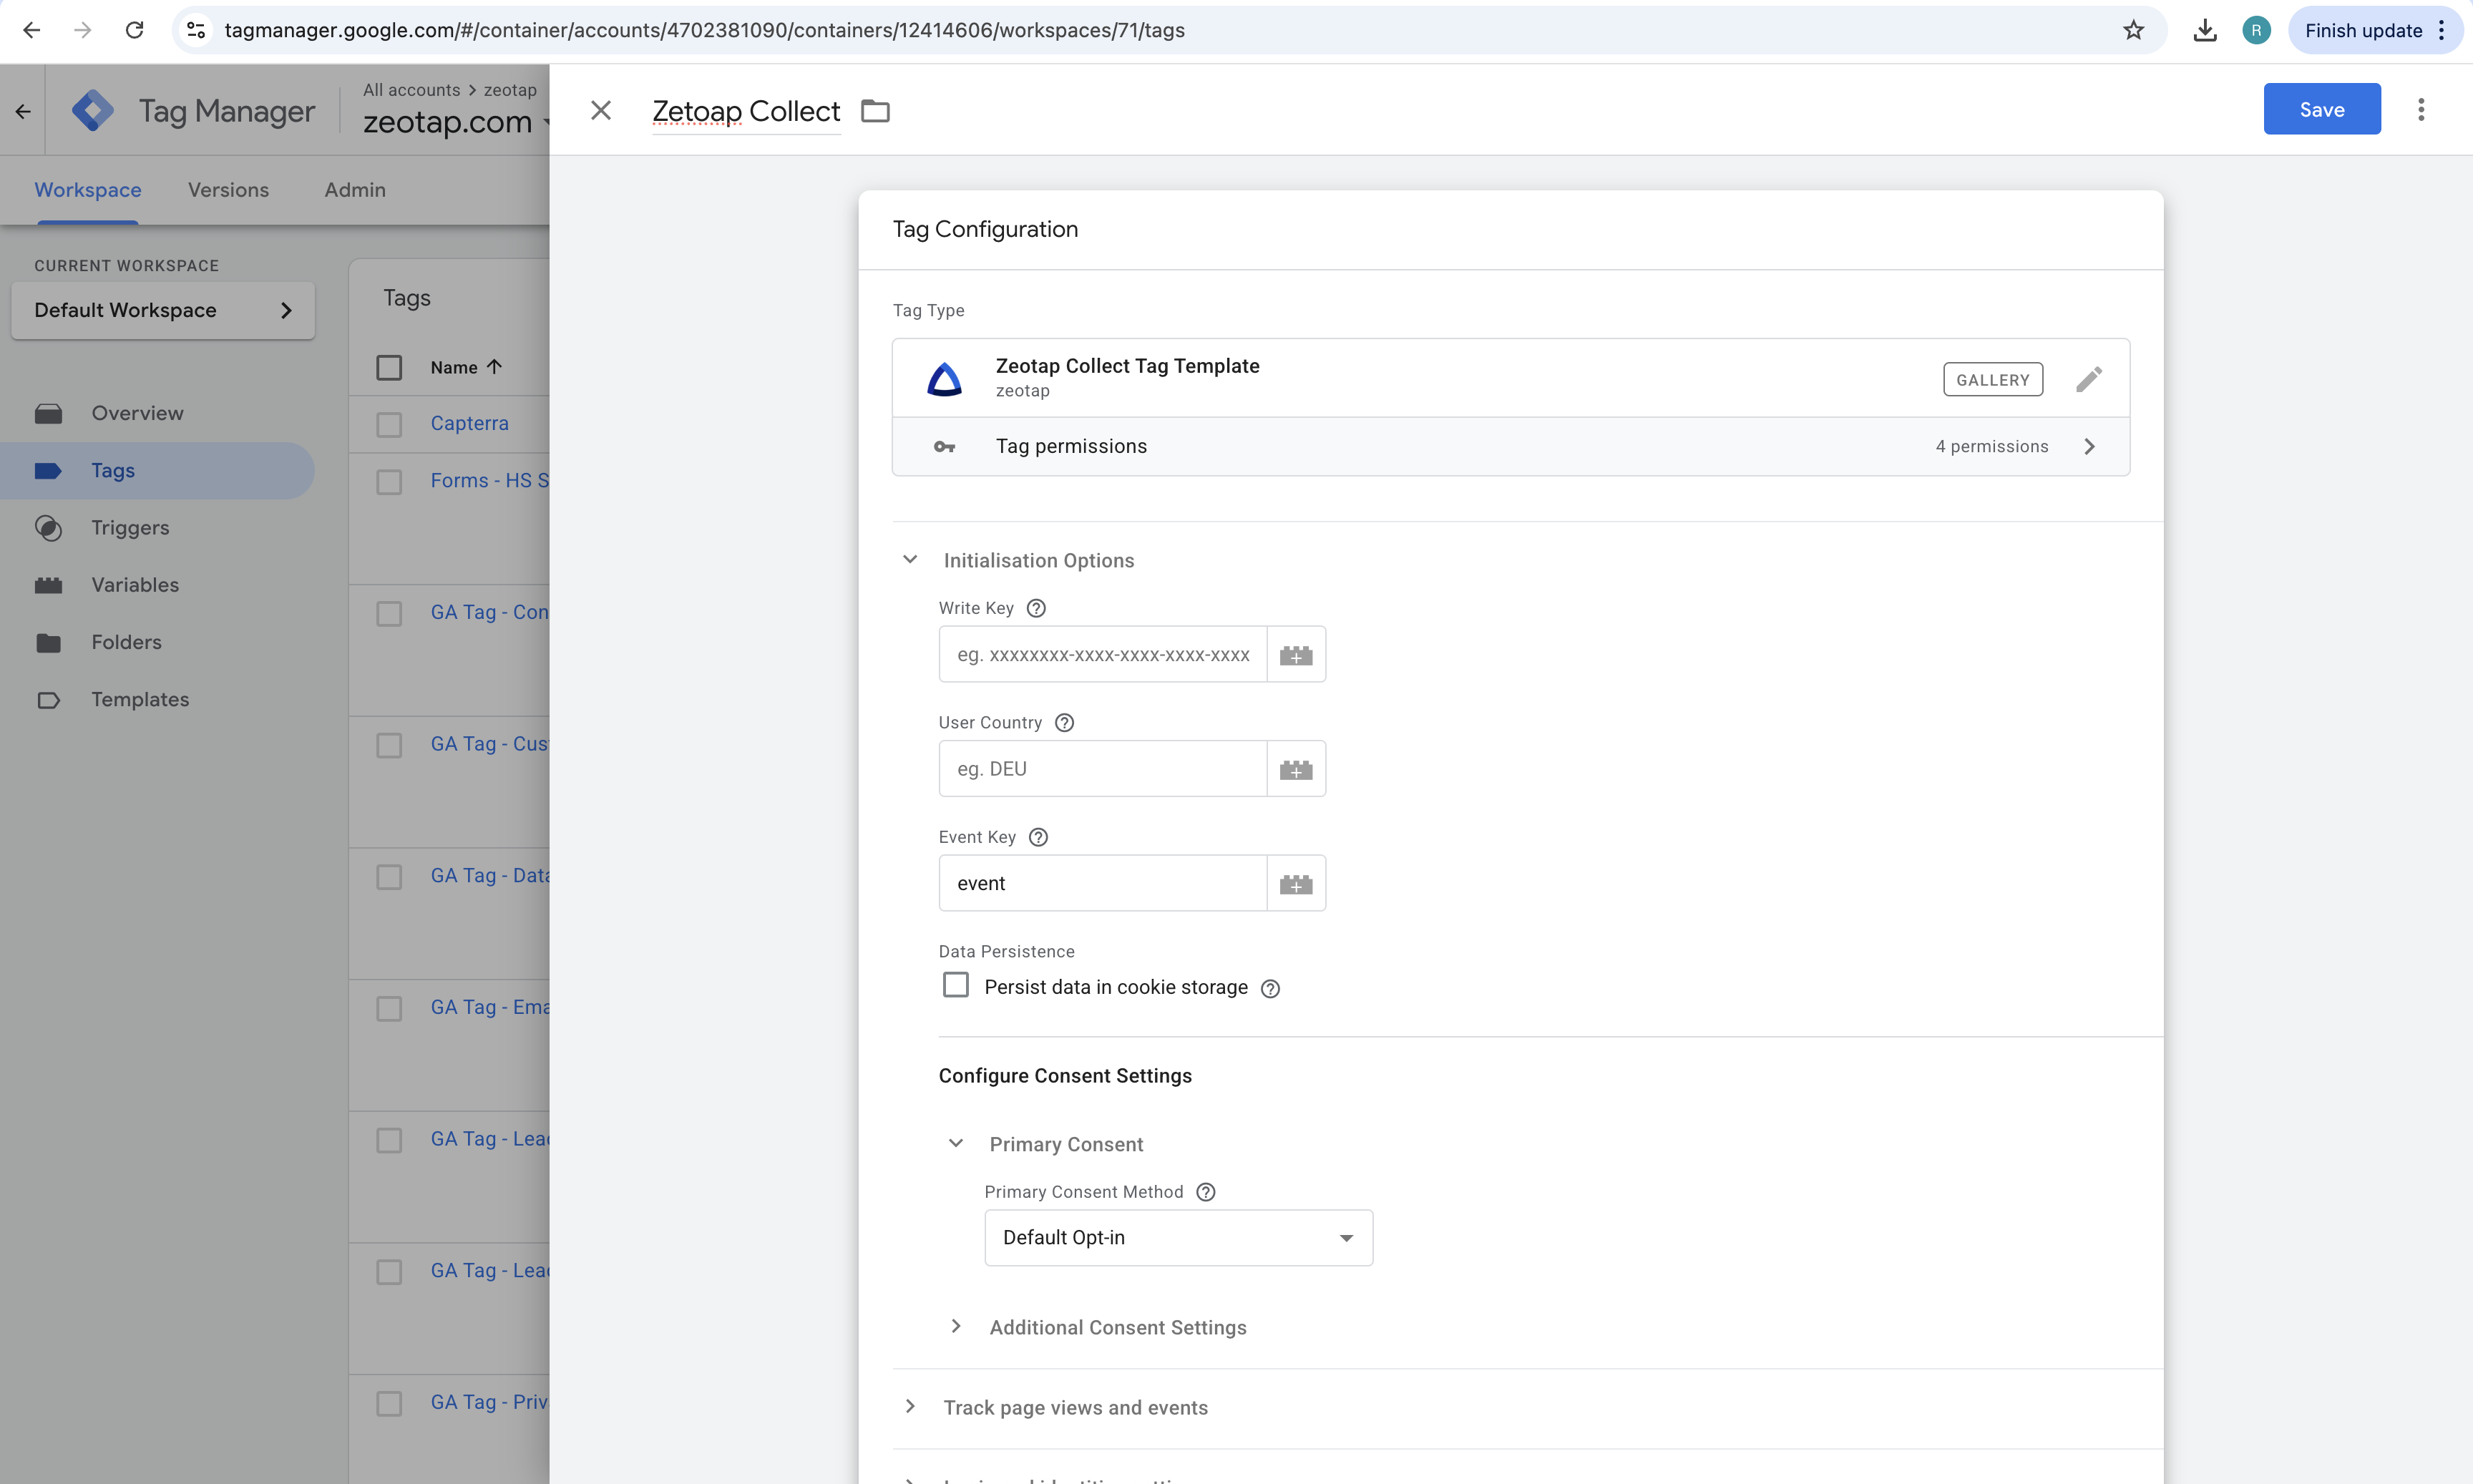 tagmanager.google.com/#/container/accounts/4702381090/containers/12414606/workspaces/71/tags
R
Finish update
Tag Manager
All accounts > zeotap
zeotap.com
Zetoap Collect
Save
Workspace
Versions
Admin
CURRENT WORKSPACE
Default Workspace
Overview
Tags
Triggers
Variables
Folders
Templates
Tags
Name
Capterra
Forms - HS S
GA Tag - Con
GA Tag - Cus
GA Tag - Data
GA Tag - Ema
GA Tag - Lead
GA Tag - Lead
GA Tag - Priv
Tag Configuration
Tag Type
Zeotap Collect Tag Template
zeotap
GALLERY
Tag permissions
4 permissions
Initialisation Options
Write Key
eg. xxxxxxxx-xxxx-xxxx-xxxx-xxxx
User Country
eg. DEU
Event Key
event
Data Persistence
Persist data in cookie storage
Configure Consent Settings
Primary Consent
Primary Consent Method
Default Opt-in
Additional Consent Settings
Track page views and events